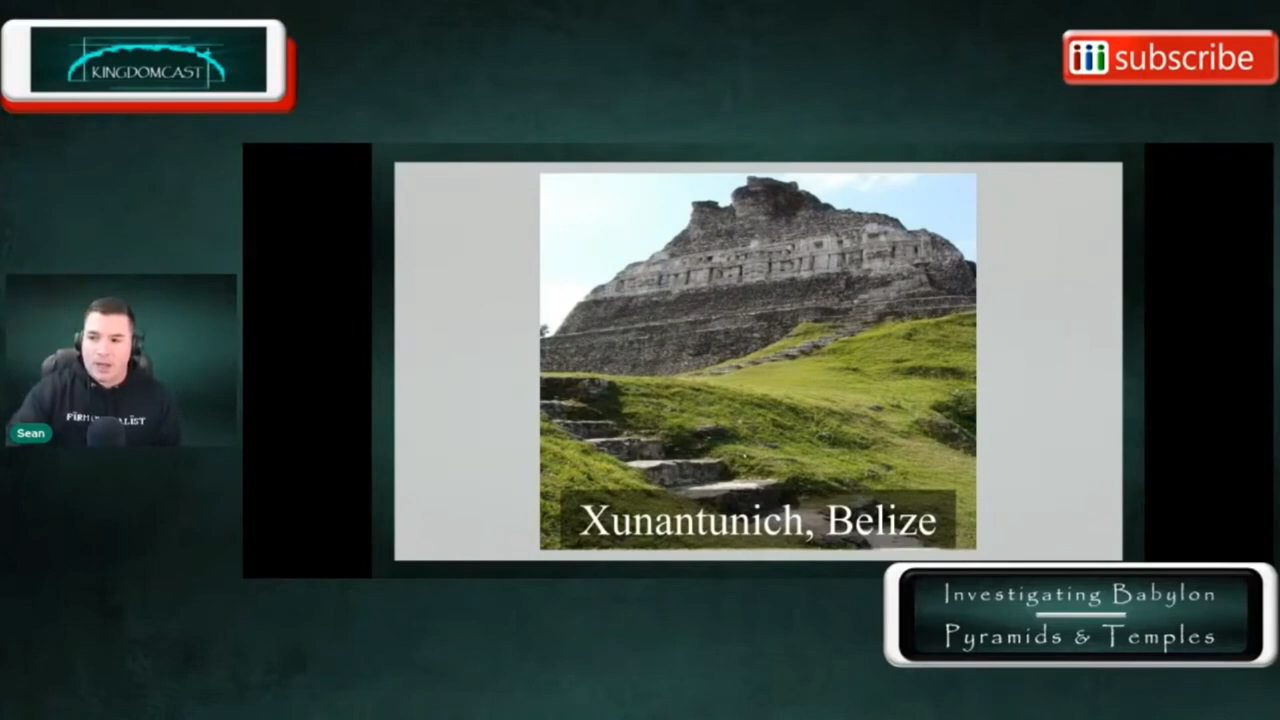 KINGDOMCAST
subscribe
Xunantunich, Belize
Sean
Investigating Babylon
Pyramids & Temples